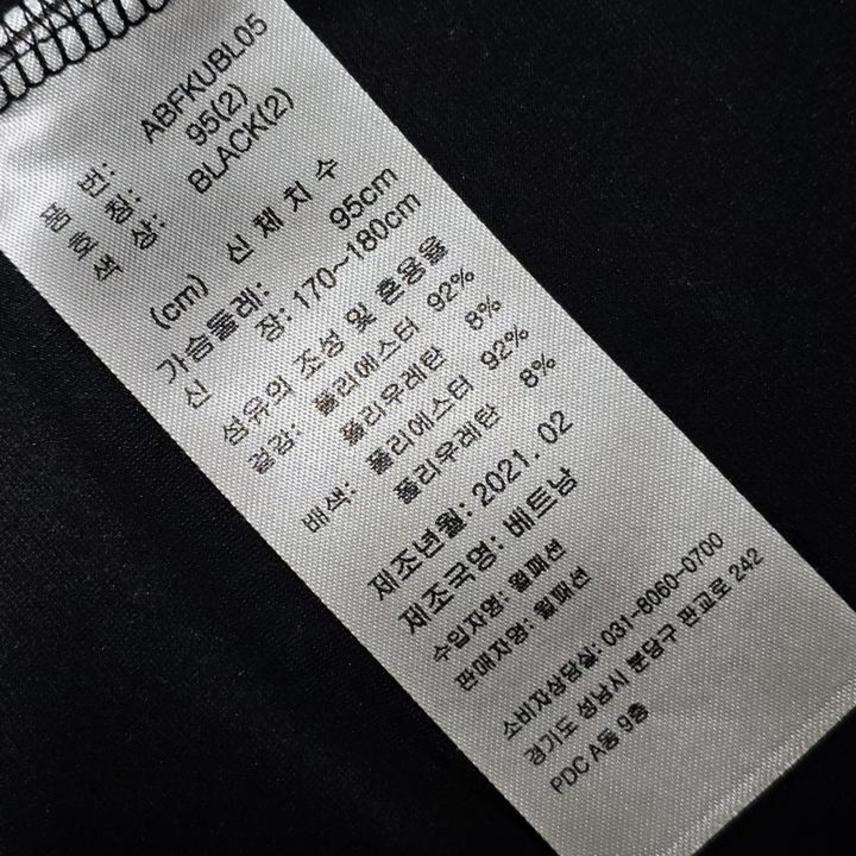 품 번: ABFKUBL05
호 칭: 95(2)
색 상: BLACK(2)
(cm) 신 체 치 수
가슴둘레: 95cm
신 장: 170~180cm
섬유의 조성 및 혼용율
겉감: 폴리에스터 92%
폴리우레탄 8%
배색: 폴리에스터 92%
폴리우레탄 8%
제조년월: 2021. 02
제조국명: 베트남
수입자명: 월패션
판매자명: 월패션
소비자상담실: 031-8060-0700
경기도 성남시 분당구 판교로 242
PDC A동 9층